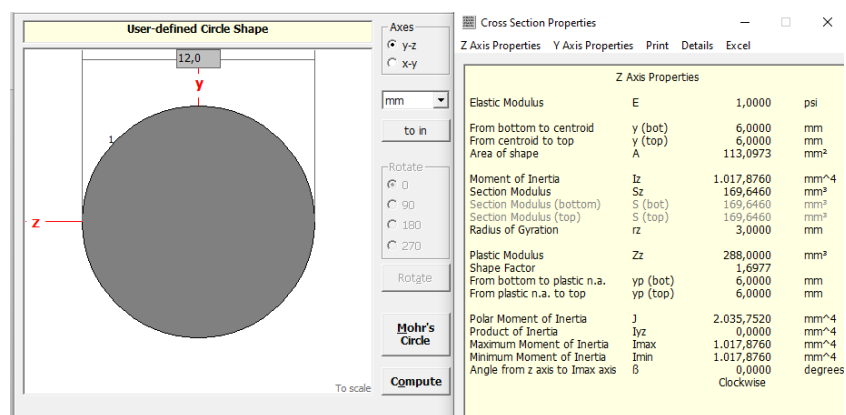 User-defined Circle Shape
12,0
y
1
z
To scale
Axes
y-z
x-y
mm
to in
Rotate
0
90
180
270
Rotate
Mohr's
Circle
Compute
Cross Section Properties
Z Axis Properties Y Axis Properties Print Details Excel
Z Axis Properties
Elastic Modulus E 1,0000 psi
From bottom to centroid y (bot) 6,0000 mm
From centroid to top y (top) 6,0000 mm
Area of shape A 113,0973 mm²
Moment of Inertia Iz 1.017,8760 mm^4
Section Modulus Sz 169,6460 mm³
Section Modulus (bottom) S (bot) 169,6460 mm³
Section Modulus (top) S (top) 169,6460 mm³
Radius of Gyration rz 3,0000 mm
Plastic Modulus Zz 288,0000 mm³
Shape Factor 1,6977
From bottom to plastic n.a. yp (bot) 6,0000 mm
From plastic n.a. to top yp (top) 6,0000 mm
Polar Moment of Inertia J 2.035,7520 mm^4
Product of Inertia Iyz 0,0000 mm^4
Maximum Moment of Inertia Imax 1.017,8760 mm^4
Minimum Moment of Inertia Imin 1.017,8760 mm^4
Angle from z axis to Imax axis ß 0,0000 degrees
Clockwise